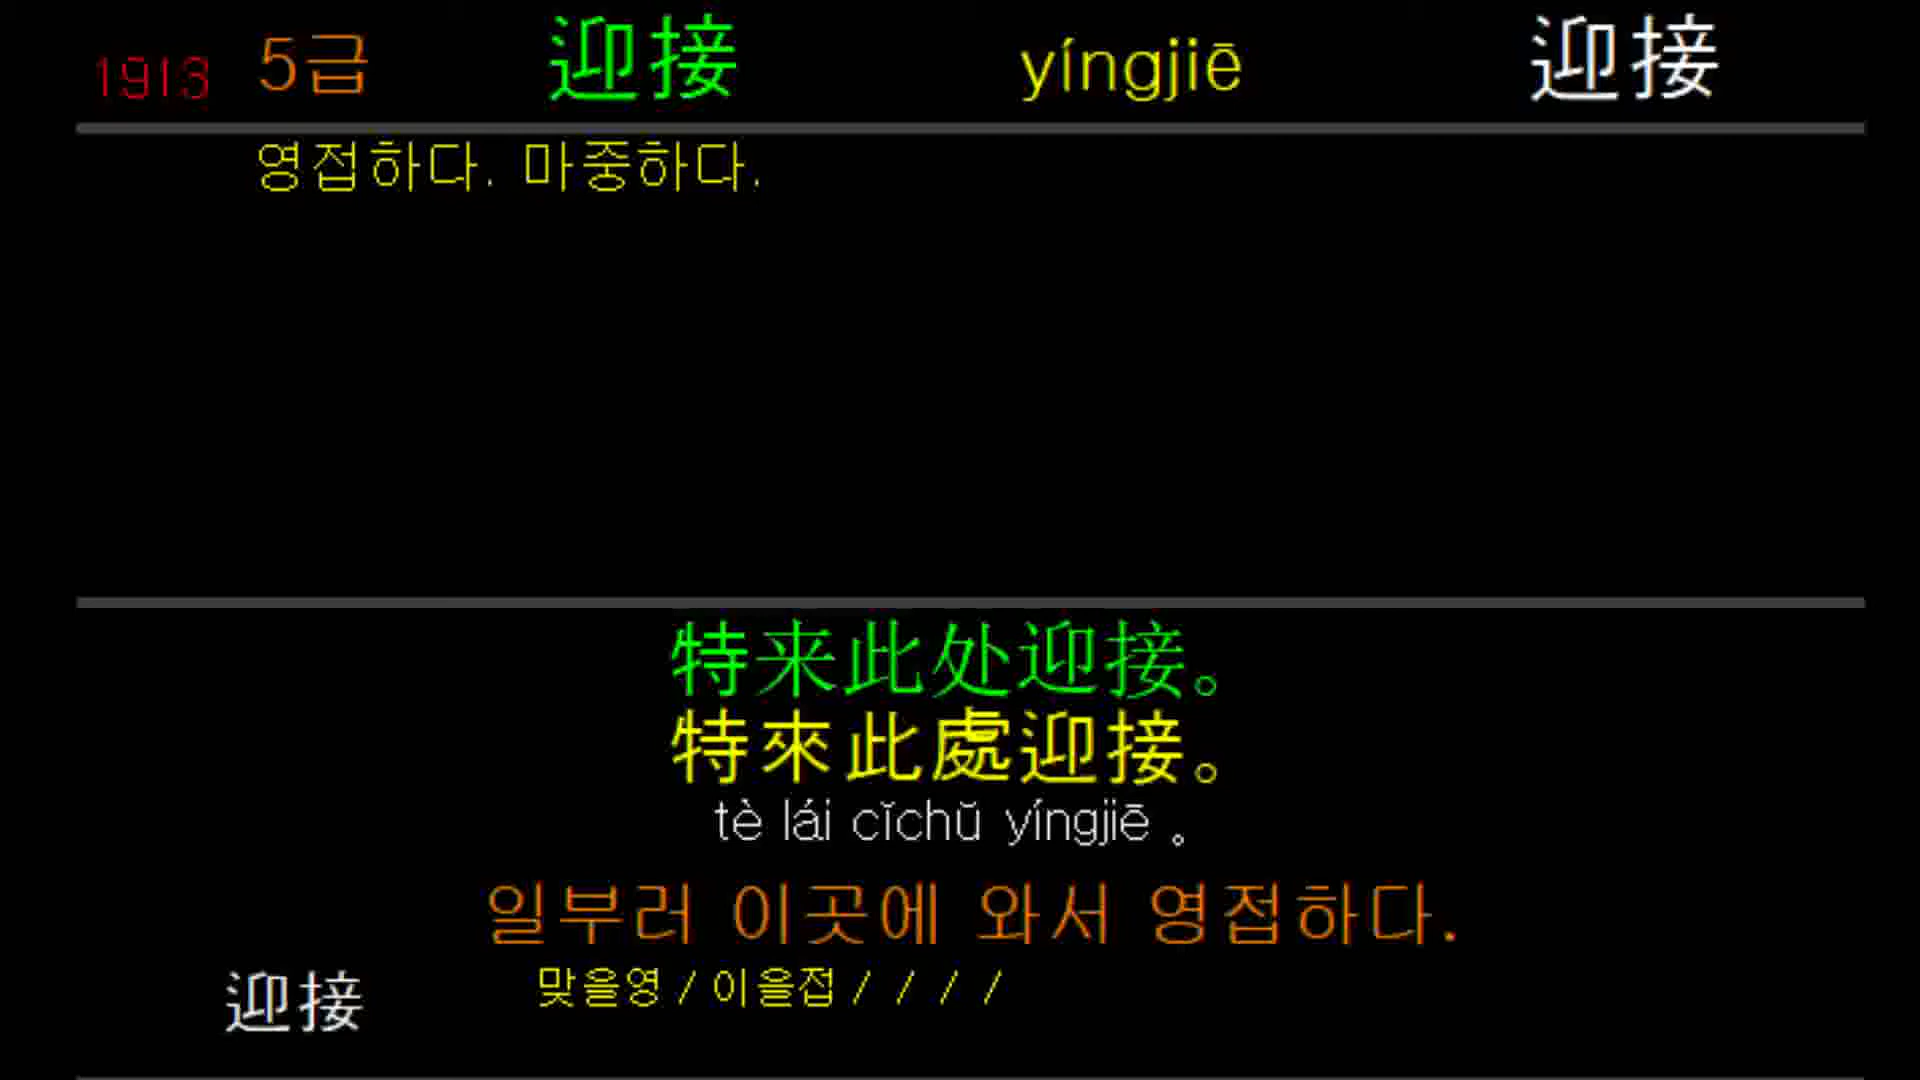 1913 5급 迎接 yíngjiē 迎接
영접하다. 마중하다.
特来此处迎接。
特來此處迎接。
tè lái cǐchǔ yíngjiē 。
일부러 이곳에 와서 영접하다.
迎接 맞을영 / 이을접 / / / /